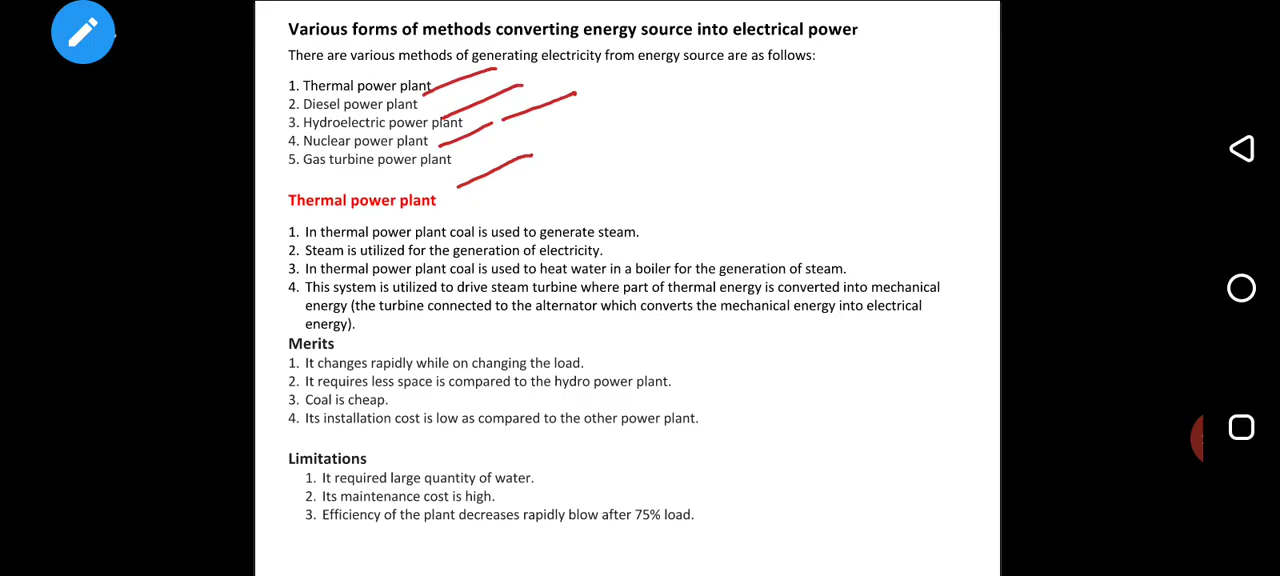 Various forms of methods converting energy source into electrical power
There are various methods of generating electricity from energy source are as follows:
1. Thermal power plant
2. Diesel power plant
3. Hydroelectric power plant
4. Nuclear power plant
5. Gas turbine power plant
Thermal power plant
1. In thermal power plant coal is used to generate steam.
2. Steam is utilized for the generation of electricity.
3. In thermal power plant coal is used to heat water in a boiler for the generation of steam.
4. This system is utilized to drive steam turbine where part of thermal energy is converted into mechanical
energy (the turbine connected to the alternator which converts the mechanical energy into electrical
energy).
Merits
1. It changes rapidly while on changing the load.
2. It requires less space is compared to the hydro power plant.
3. Coal is cheap.
4. Its installation cost is low as compared to the other power plant.
Limitations
1. It required large quantity of water.
2. Its maintenance cost is high.
3. Efficiency of the plant decreases rapidly blow after 75% load.